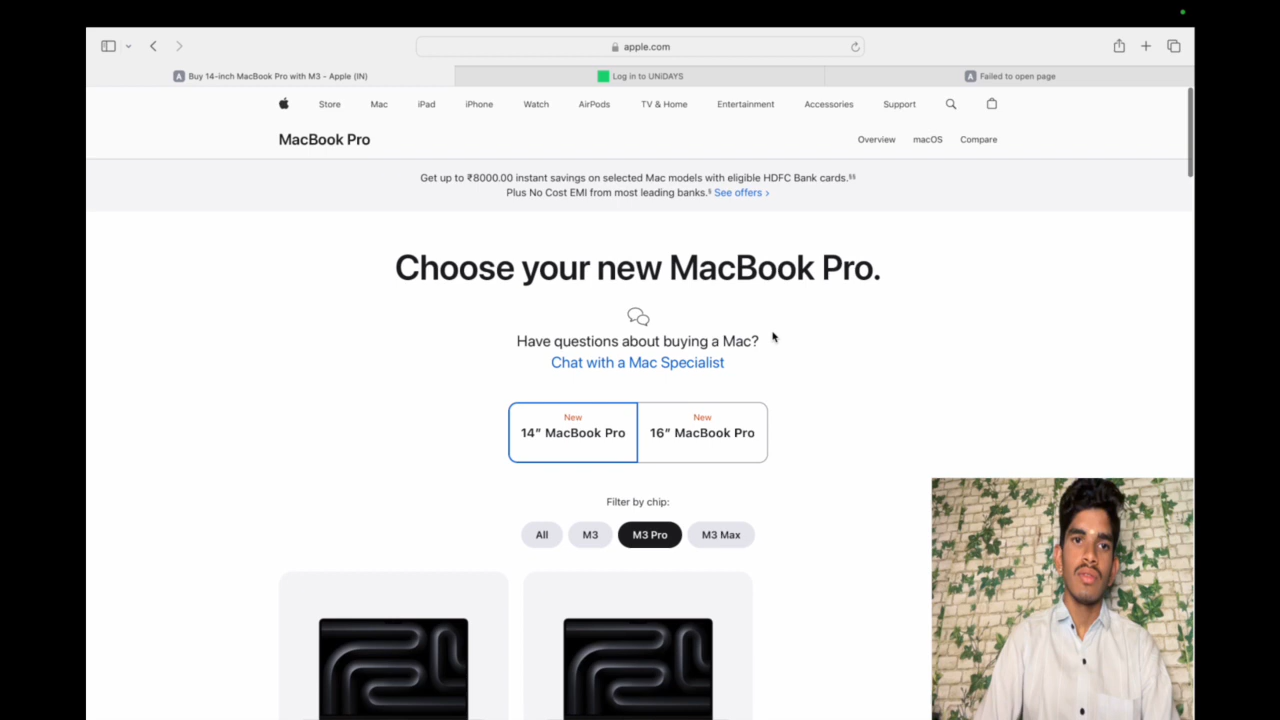 apple.com
Buy 14-inch MacBook Pro with M3 - Apple (IN)
Log in to UNiDAYS
Failed to open page
Store Mac iPad iPhone Watch AirPods TV & Home Entertainment Accessories Support
MacBook Pro
Overview macOS Compare
Get up to ₹8000.00 instant savings on selected Mac models with eligible HDFC Bank cards.§§
Plus No Cost EMI from most leading banks.§ See offers >
Choose your new MacBook Pro.
Have questions about buying a Mac?
Chat with a Mac Specialist
New
14” MacBook Pro
New
16” MacBook Pro
Filter by chip:
All M3 M3 Pro M3 Max